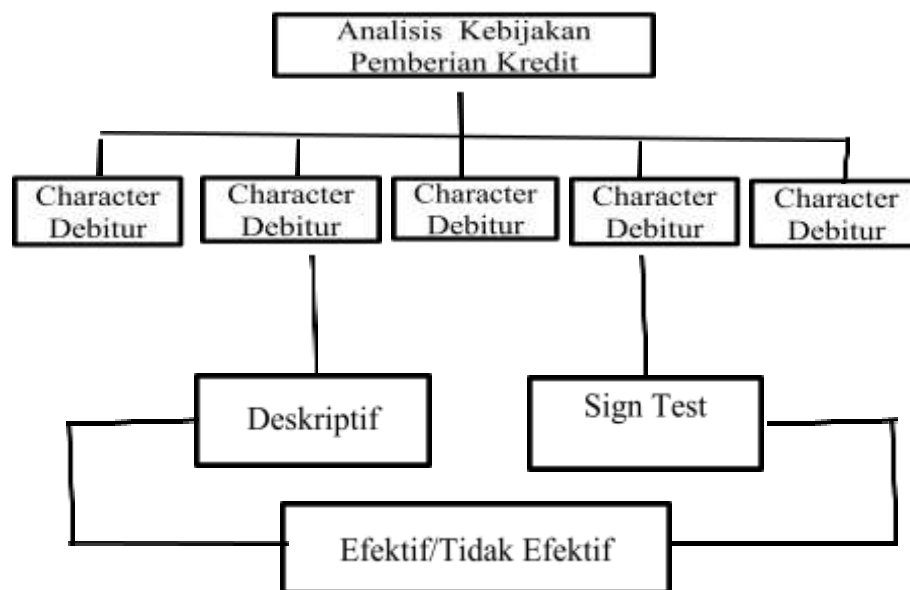 Analisis Kebijakan
Pemberian Kredit
Character
Debitur
Character
Debitur
Character
Debitur
Character
Debitur
Character
Debitur
Deskriptif
Sign Test
Efektif/Tidak Efektif